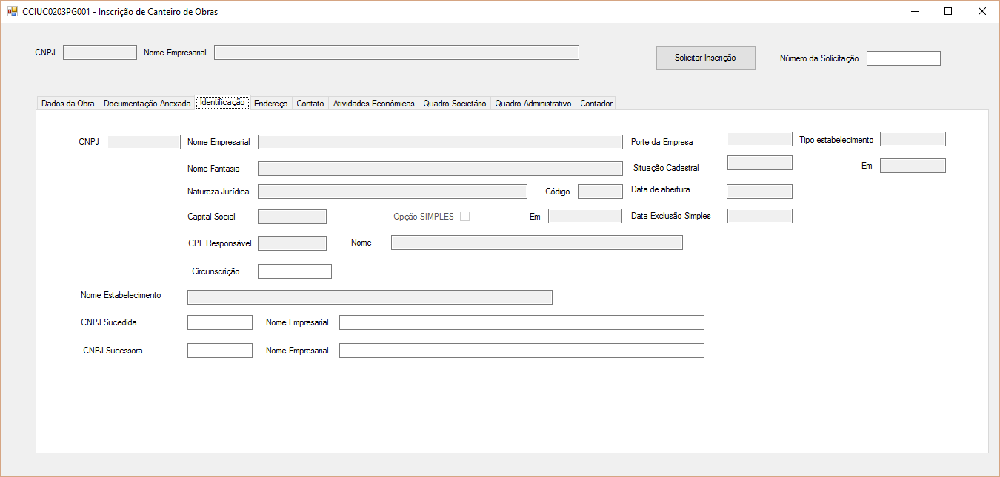 CCIUC0203PG001 - Inscrição de Canteiro de Obras
CNPJ Nome Empresarial Solicitar Inscrição Número da Solicitação
Dados da Obra Documentação Anexada Identificação Endereço Contato Atividades Econômicas Quadro Societário Quadro Administrativo Contador
CNPJ Nome Empresarial Porte da Empresa Tipo estabelecimento
Nome Fantasia Situação Cadastral Em
Natureza Jurídica Código Data de abertura
Capital Social Opção SIMPLES Em Data Exclusão Simples
CPF Responsável Nome
Circunscrição
Nome Estabelecimento
CNPJ Sucedida Nome Empresarial
CNPJ Sucessora Nome Empresarial